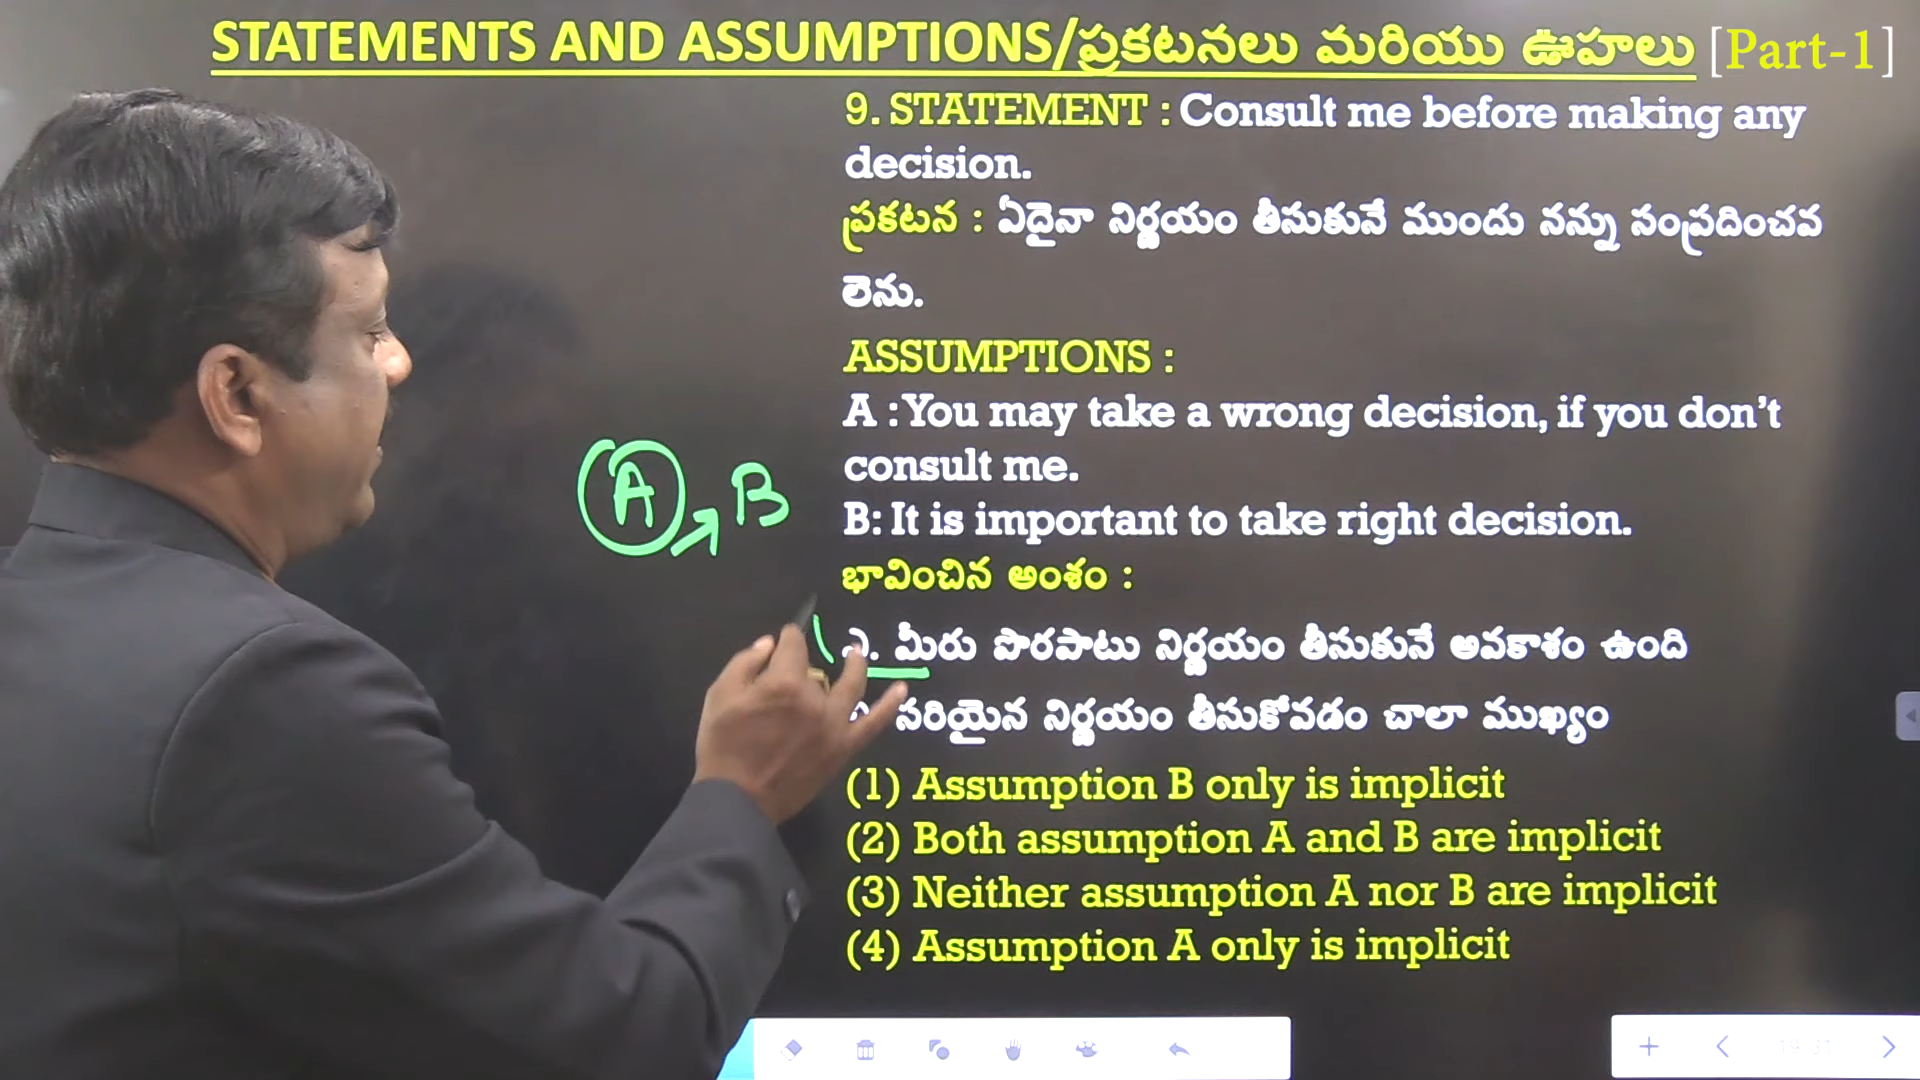 STATEMENTS AND ASSUMPTIONS/ప్రకటనలు మరియు ఊహలు [Part-1]
9. STATEMENT : Consult me before making any
decision.
ప్రకటన : ఏదైనా నిర్ణయం తీసుకునే ముందు నన్ను సంప్రదించవ
లెను.
ASSUMPTIONS :
A : You may take a wrong decision, if you don't
consult me.
A B
B: It is important to take right decision.
భావించిన అంశం :
ఎ. మీరు పొరపాటు నిర్ణయం తీసుకునే అవకాశం ఉంది
సరియైన నిర్ణయం తీసుకోవడం చాలా ముఖ్యం
(1) Assumption B only is implicit
(2) Both assumption A and B are implicit
(3) Neither assumption A nor B are implicit
(4) Assumption A only is implicit